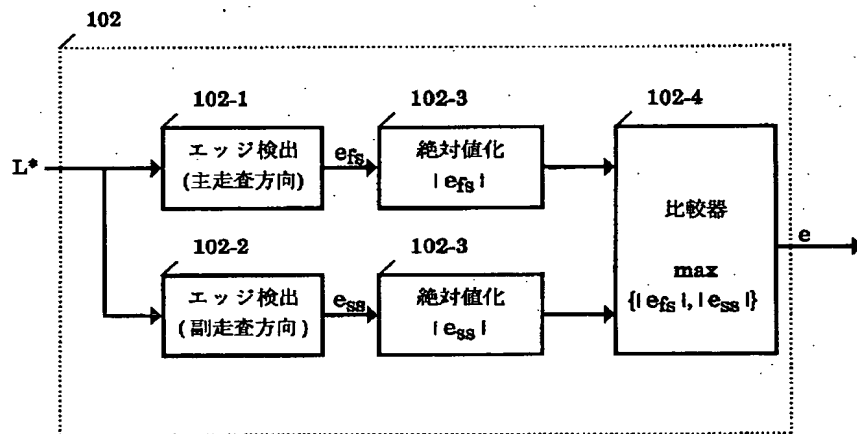 102
102-1
102-3
102-4
L*
エッジ検出
(主走査方向)
efs
絶対値化
| efs |
比較器
max
{| efs |, | ess |}
e
102-2
102-3
エッジ検出
(副走査方向)
ess
絶対値化
| ess |